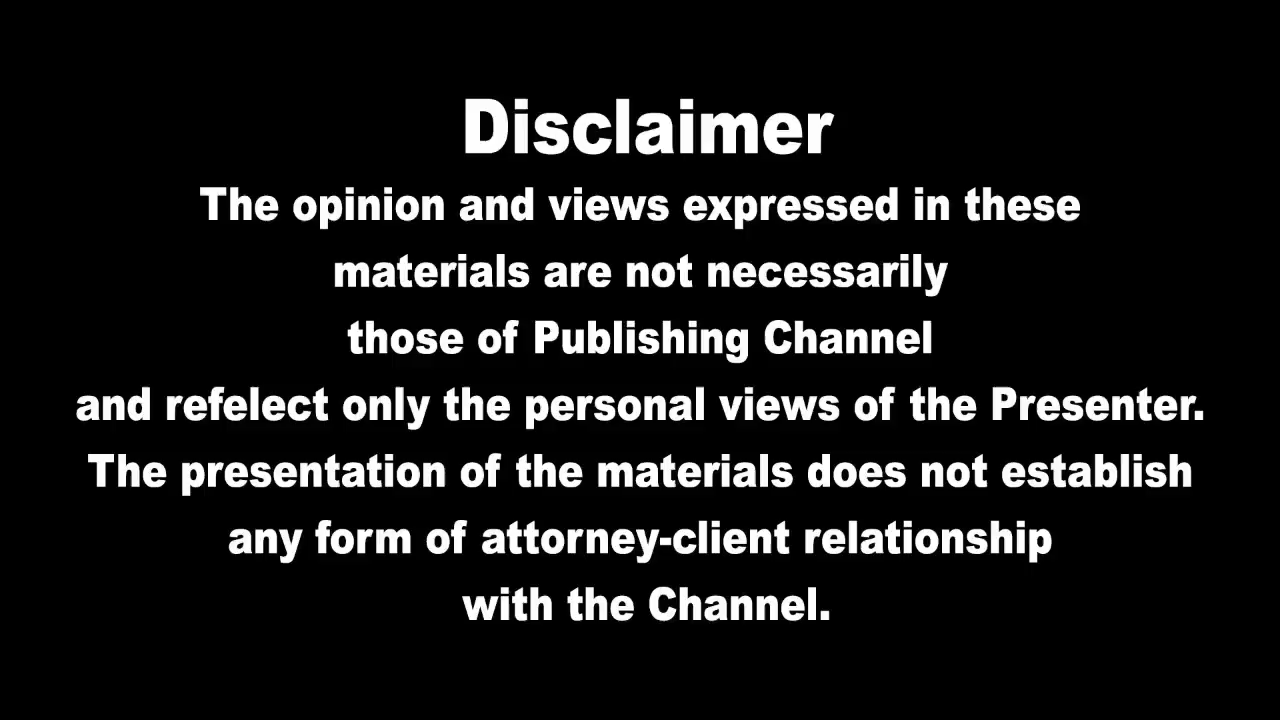 Disclaimer
The opinion and views expressed in these
materials are not necessarily
those of Publishing Channel
and refelect only the personal views of the Presenter.
The presentation of the materials does not establish
any form of attorney-client relationship
with the Channel.